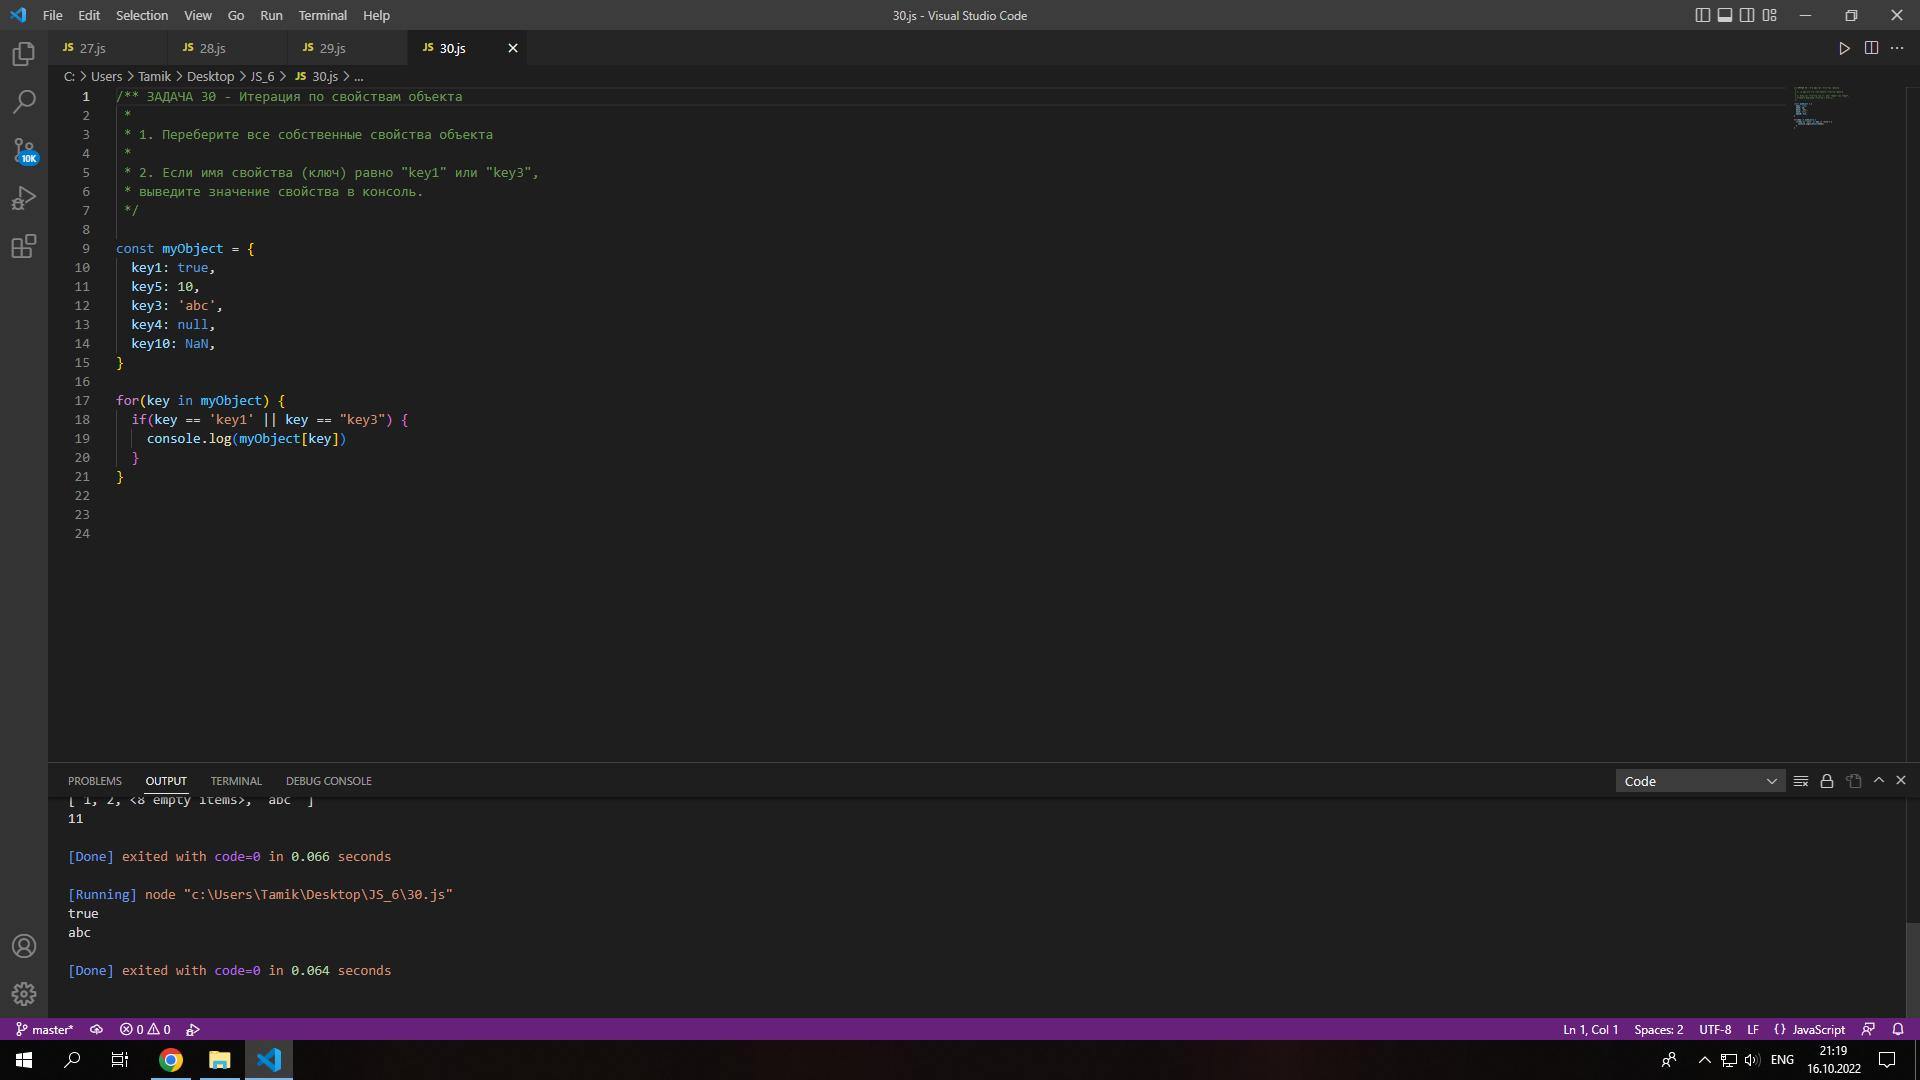 File Edit Selection View Go Run Terminal Help
30.js - Visual Studio Code
JS 27.js
JS 28.js
JS 29.js
JS 30.js
C: > Users > Tamik > Desktop > JS_6 > JS 30.js > ...
1 /** ЗАДАЧА 30 - Итерация по свойствам объекта
2 *
3 * 1. Переберите все собственные свойства объекта
4 *
5 * 2. Если имя свойства (ключ) равно "key1" или "key3",
6 * выведите значение свойства в консоль.
7 */
8
9 const myObject = {
10 key1: true,
11 key5: 10,
12 key3: 'abc',
13 key4: null,
14 key10: NaN,
15 }
16
17 for(key in myObject) {
18 if(key == 'key1' || key == "key3") {
19 console.log(myObject[key])
20 }
21 }
22
23
24
10K
PROBLEMS OUTPUT TERMINAL DEBUG CONSOLE
Code
[ 1, 2, <8 empty items>, 'abc' ]
11
[Done] exited with code=0 in 0.066 seconds
[Running] node "c:\Users\Tamik\Desktop\JS_6\30.js"
true
abc
[Done] exited with code=0 in 0.064 seconds
master* 0 0
Ln 1, Col 1 Spaces: 2 UTF-8 LF {} JavaScript
ENG
21:19
16.10.2022